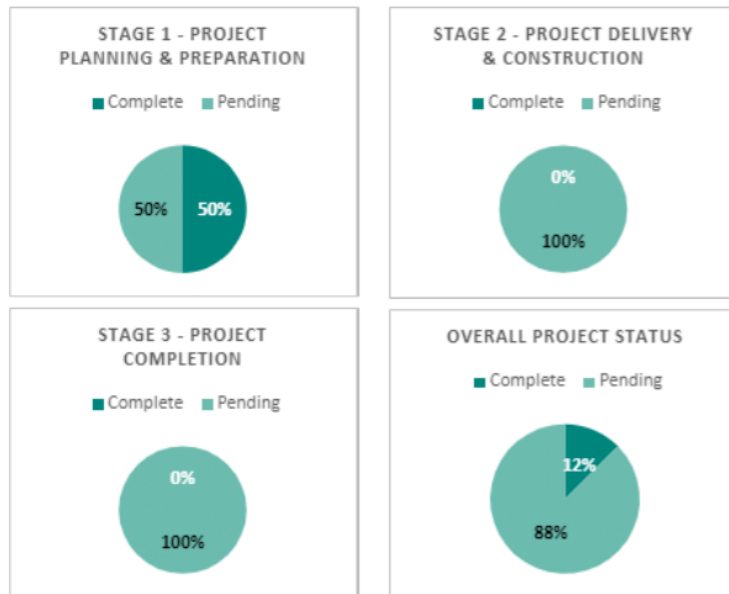 STAGE 1 - PROJECT
PLANNING & PREPARATION
Complete Pending
50% 50%
STAGE 2 - PROJECT DELIVERY
& CONSTRUCTION
Complete Pending
0%
100%
STAGE 3 - PROJECT
COMPLETION
Complete Pending
0%
100%
OVERALL PROJECT STATUS
Complete Pending
12%
88%